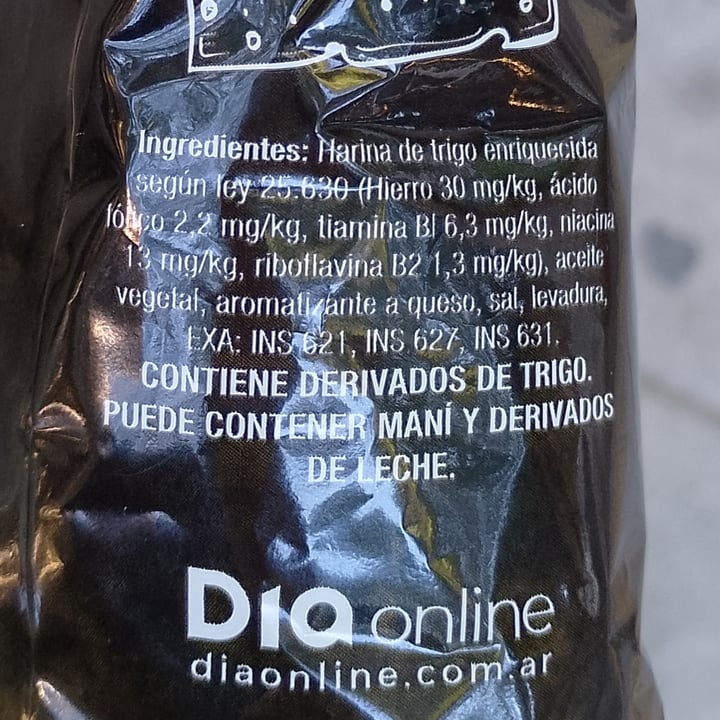 Ingredientes: Harina de trigo enriquecida
según ley 25.630 (Hierro 30 mg/kg, ácido
fólico 2,2 mg/kg, tiamina BI 6,3 mg/kg, niacina
13 mg/kg, riboflavina B2 1,3 mg/kg), aceite
vegetal, aromatizante a queso, sal, levadura,
EXA: INS 621, INS 627, INS 631.
CONTIENE DERIVADOS DE TRIGO.
PUEDE CONTENER MANÍ Y DERIVADOS
DE LECHE.
DIA online
diaonline.com.ar